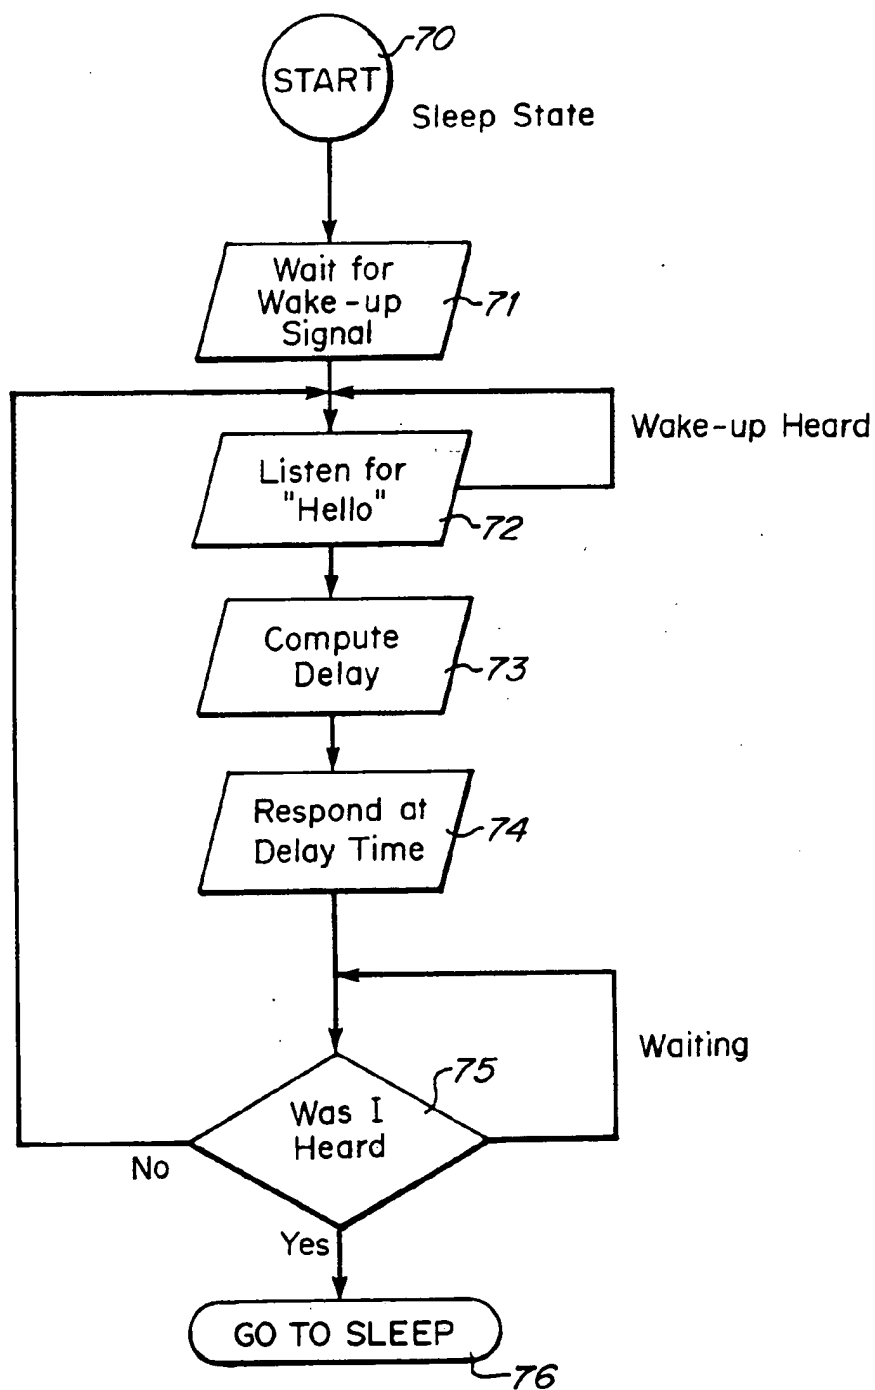 70
START
Sleep State
Wait for
Wake-up
Signal
71
Wake-up Heard
Listen for
"Hello"
72
Compute
Delay
73
Respond at
Delay Time
74
Waiting
75
Was I
Heard
No
Yes
GO TO SLEEP
76